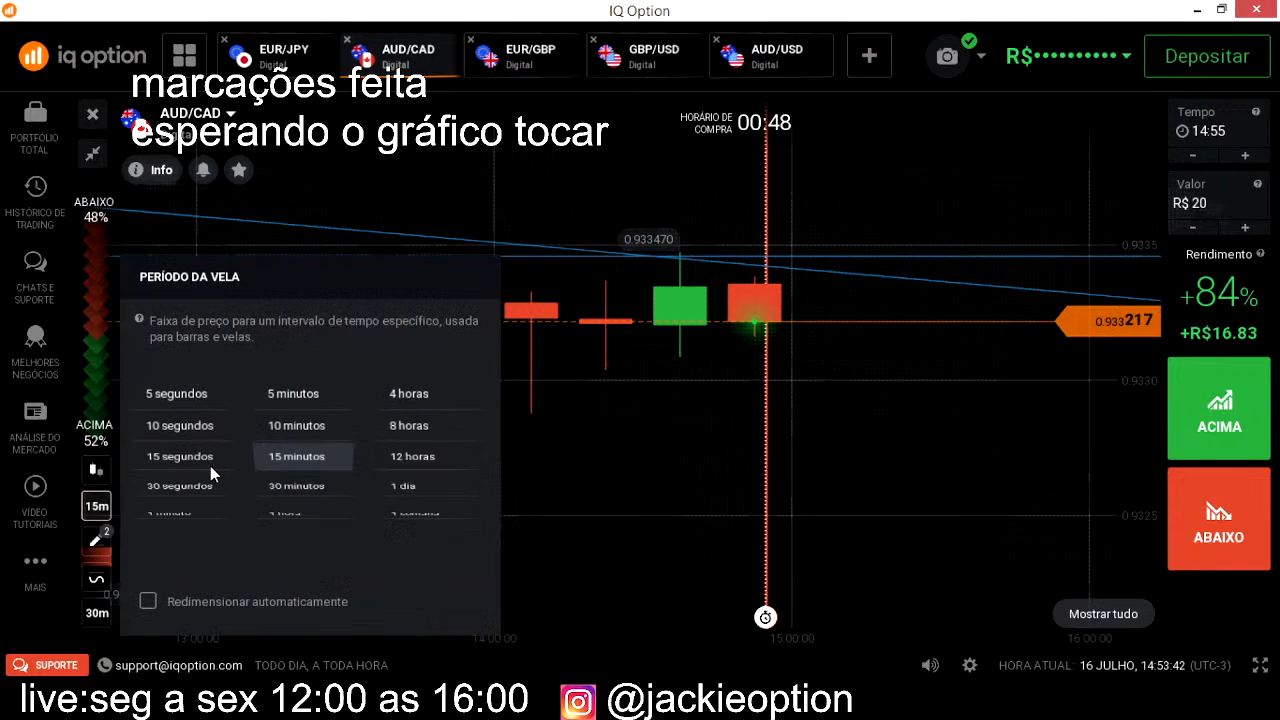 IQ Option
iq option
EUR/JPY
Digital
AUD/CAD
Digital
EUR/GBP
Digital
GBP/USD
Digital
AUD/USD
Digital
R$••••••••••
Depositar
marcações feita
esperando o gráfico tocar
PORTFÓLIO
TOTAL
HISTÓRICO DE
TRADING
CHATS E
SUPORTE
MELHORES
NEGÓCIOS
ANÁLISE DO
MERCADO
VÍDEO
TUTORIAIS
MAIS
AUD/CAD
Info
ABAIXO
48%
ACIMA
52%
15m
2
30m
HORÁRIO DE
COMPRA
00:48
0.933470
PERÍODO DA VELA
Faixa de preço para um intervalo de tempo específico, usada
para barras e velas.
5 segundos
5 minutos
4 horas
10 segundos
10 minutos
8 horas
15 segundos
15 minutos
12 horas
30 segundos
30 minutos
1 dia
1 minuto
1 hora
1 semana
Redimensionar automaticamente
0.9335
0.933217
0.9330
0.9325
Mostrar tudo
13:00:00
14:00:00
15:00:00
16:00:00
Tempo
14:55
Valor
R$ 20
Rendimento
+84%
+R$16.83
ACIMA
ABAIXO
SUPORTE
support@iqoption.com
TODO DIA, A TODA HORA
HORA ATUAL: 16 JULHO, 14:53:42 (UTC-3)
live:seg a sex 12:00 as 16:00
@jackieoption